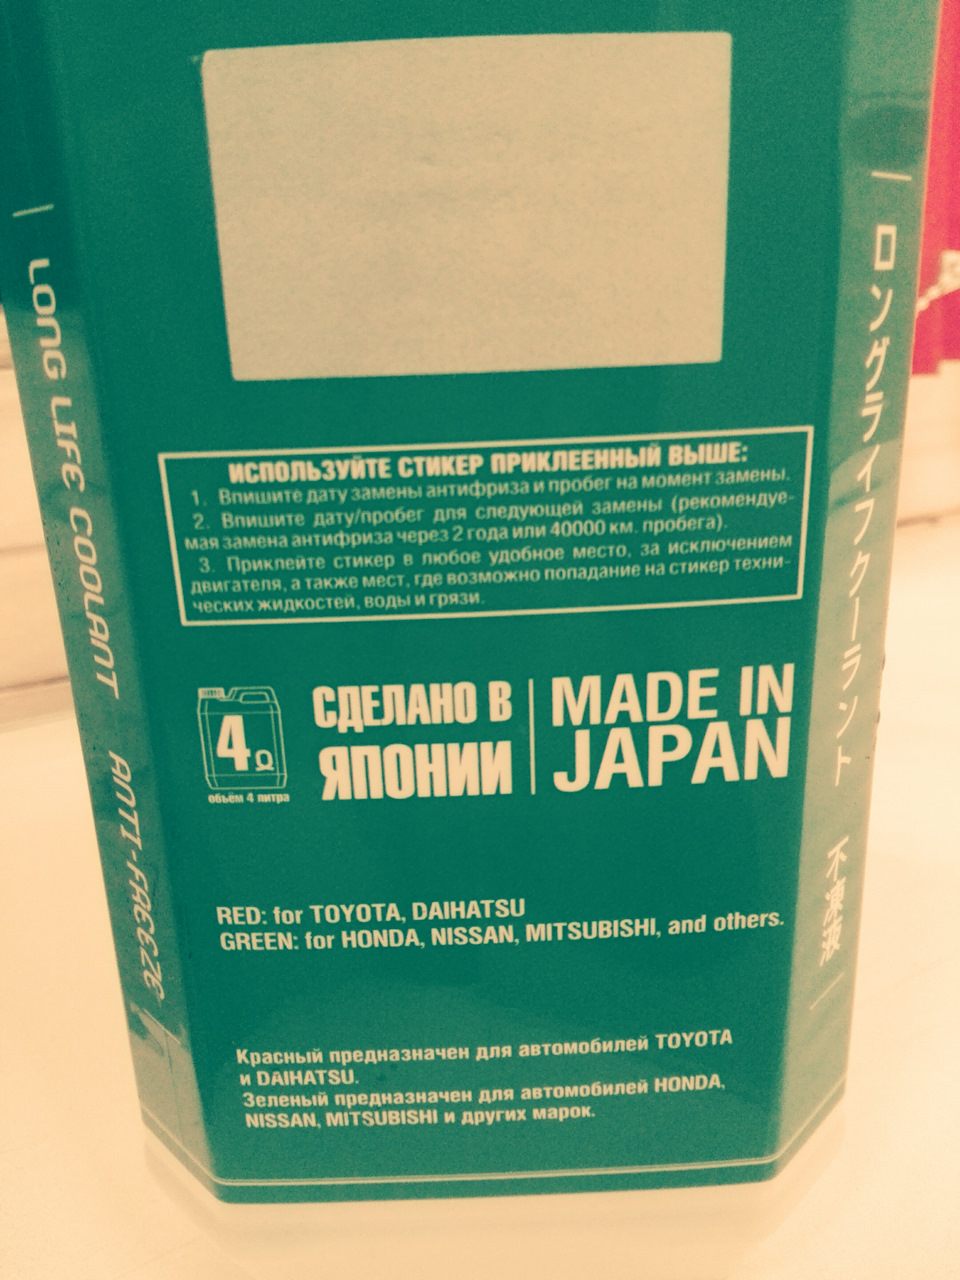 ИСПОЛЬЗУЙТЕ СТИКЕР ПРИКЛЕЕННЫЙ ВЫШЕ:
1. Впишите дату замены антифриза и пробег на момент замены.
2. Впишите дату/пробег для следующей замены (рекомендуе-
мая замена антифриза через 2 года или 40000 км. пробега).
3. Приклейте стикер в любое удобное место, за исключением
двигателя, а также мест, где возможно попадание на стикер техни-
ческих жидкостей, воды и грязи.
4 Ω
объём 4 литра
СДЕЛАНО В
ЯПОНИИ
MADE IN
JAPAN
RED: for TOYOTA, DAIHATSU
GREEN: for HONDA, NISSAN, MITSUBISHI, and others.
Красный предназначен для автомобилей TOYOTA
и DAIHATSU.
Зеленый предназначен для автомобилей HONDA,
NISSAN, MITSUBISHI и других марок.
LONG LIFE COOLANT ANTI-FREEZE
ロングライフクーラント 不凍液